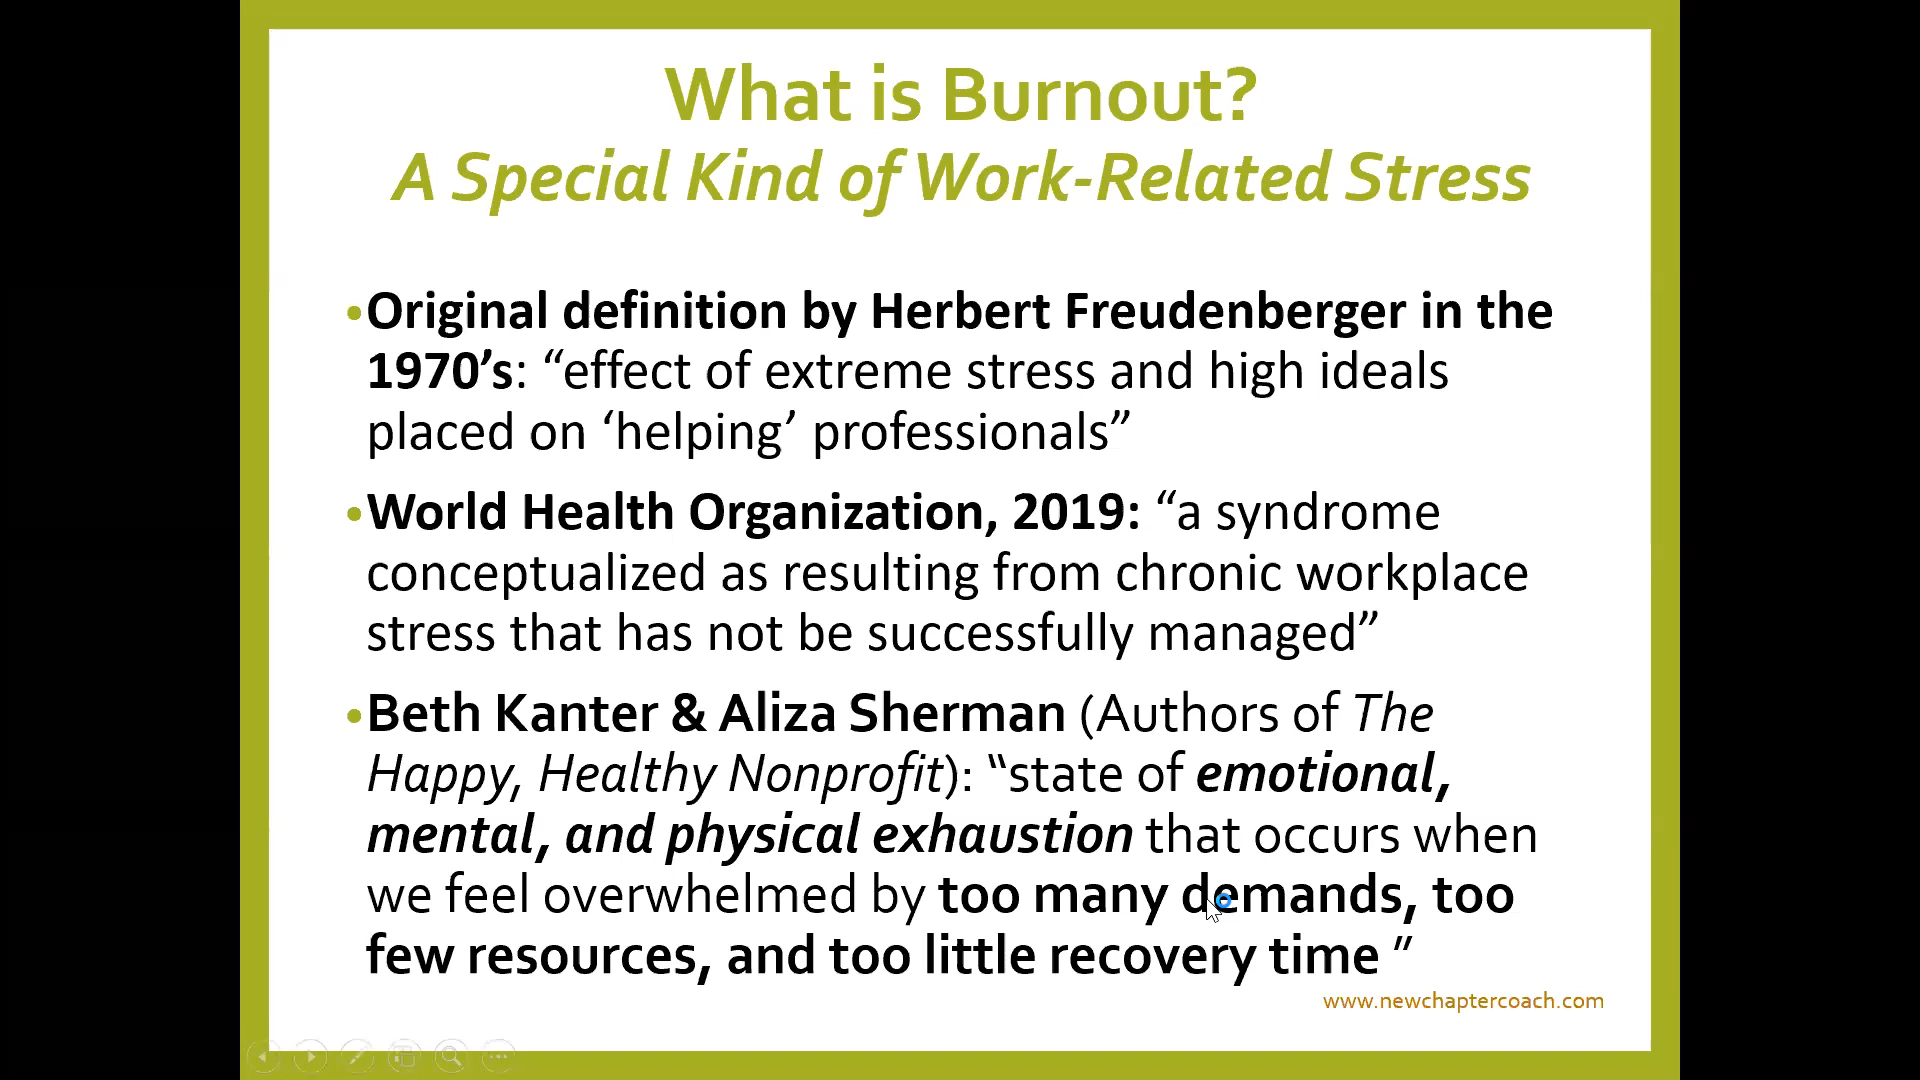 What is Burnout?
A Special Kind of Work-Related Stress
•Original definition by Herbert Freudenberger in the
1970’s: “effect of extreme stress and high ideals
placed on ‘helping’ professionals”
•World Health Organization, 2019: “a syndrome
conceptualized as resulting from chronic workplace
stress that has not be successfully managed”
•Beth Kanter & Aliza Sherman (Authors of The
Happy, Healthy Nonprofit): “state of emotional,
mental, and physical exhaustion that occurs when
we feel overwhelmed by too many demands, too
few resources, and too little recovery time ”
www.newchaptercoach.com